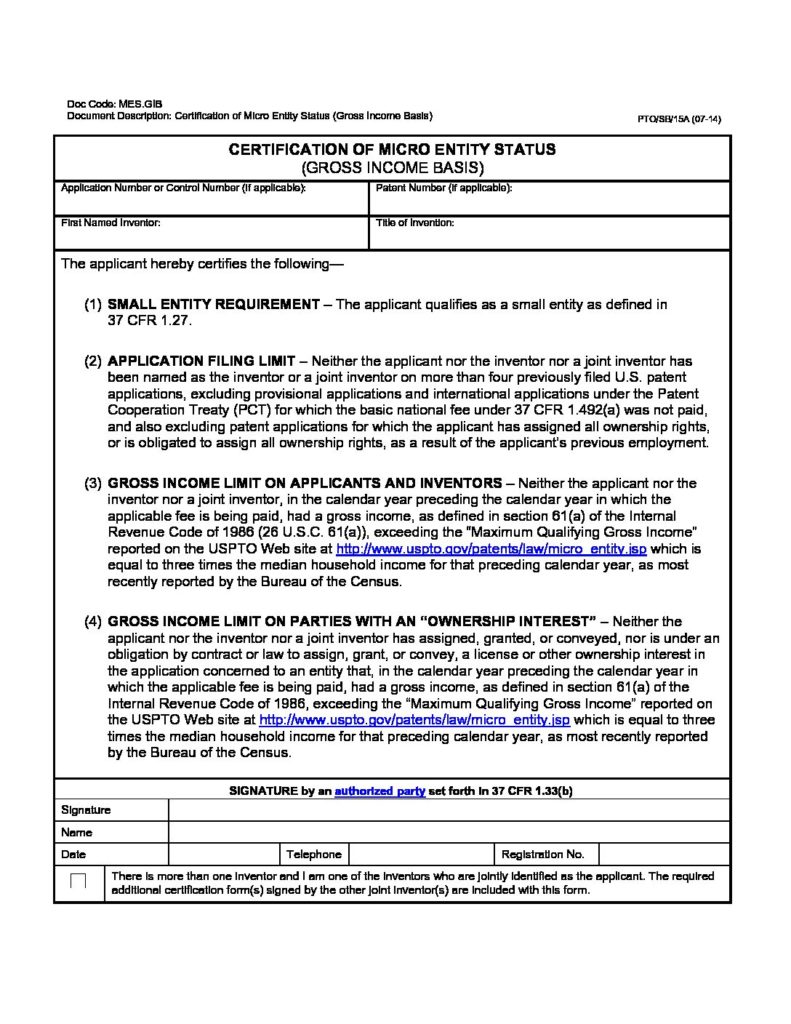 Doc Code: MES.GIB
Document Description: Certification of Micro Entity Status (Gross Income Basis)
PTO/SB/15A (07-14)
CERTIFICATION OF MICRO ENTITY STATUS
(GROSS INCOME BASIS)
Application Number or Control Number (if applicable):
Patent Number (if applicable):
First Named Inventor:
Title of Invention:
The applicant hereby certifies the following—
(1) SMALL ENTITY REQUIREMENT – The applicant qualifies as a small entity as defined in
37 CFR 1.27.
(2) APPLICATION FILING LIMIT – Neither the applicant nor the inventor nor a joint inventor has
been named as the inventor or a joint inventor on more than four previously filed U.S. patent
applications, excluding provisional applications and international applications under the Patent
Cooperation Treaty (PCT) for which the basic national fee under 37 CFR 1.492(a) was not paid,
and also excluding patent applications for which the applicant has assigned all ownership rights,
or is obligated to assign all ownership rights, as a result of the applicant’s previous employment.
(3) GROSS INCOME LIMIT ON APPLICANTS AND INVENTORS – Neither the applicant nor the
inventor nor a joint inventor, in the calendar year preceding the calendar year in which the
applicable fee is being paid, had a gross income, as defined in section 61(a) of the Internal
Revenue Code of 1986 (26 U.S.C. 61(a)), exceeding the “Maximum Qualifying Gross Income”
reported on the USPTO Web site at http://www.uspto.gov/patents/law/micro_entity.jsp which is
equal to three times the median household income for that preceding calendar year, as most
recently reported by the Bureau of the Census.
(4) GROSS INCOME LIMIT ON PARTIES WITH AN “OWNERSHIP INTEREST” – Neither the
applicant nor the inventor nor a joint inventor has assigned, granted, or conveyed, nor is under an
obligation by contract or law to assign, grant, or convey, a license or other ownership interest in
the application concerned to an entity that, in the calendar year preceding the calendar year in
which the applicable fee is being paid, had a gross income, as defined in section 61(a) of the
Internal Revenue Code of 1986, exceeding the “Maximum Qualifying Gross Income” reported on
the USPTO Web site at http://www.uspto.gov/patents/law/micro_entity.jsp which is equal to three
times the median household income for that preceding calendar year, as most recently reported
by the Bureau of the Census.
SIGNATURE by an authorized party set forth in 37 CFR 1.33(b)
Signature
Name
Date
Telephone
Registration No.
There is more than one inventor and I am one of the inventors who are jointly identified as the applicant. The required
additional certification form(s) signed by the other joint inventor(s) are included with this form.